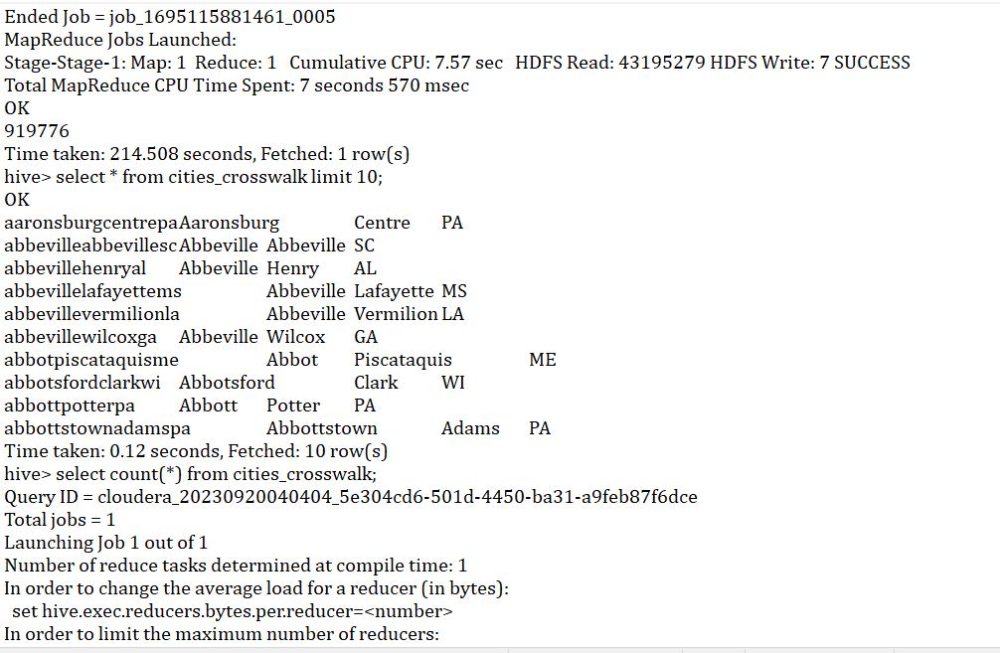 Ended Job = job_1695115881461_0005
MapReduce Jobs Launched:
Stage-Stage-1: Map: 1  Reduce: 1   Cumulative CPU: 7.57 sec   HDFS Read: 43195279 HDFS Write: 7 SUCCESS
Total MapReduce CPU Time Spent: 7 seconds 570 msec
OK
919776
Time taken: 214.508 seconds, Fetched: 1 row(s)
hive> select * from cities_crosswalk limit 10;
OK
aaronsburgcentrepa Aaronsburg Centre PA
abbevilleabbevillesc Abbeville Abbeville SC
abbevillehenryal Abbeville Henry AL
abbevillelafayettems Abbeville Lafayette MS
abbevillevermilionla Abbeville Vermilion LA
abbevillewilcoxga Abbeville Wilcox GA
abbotpiscataquisme Abbot Piscataquis ME
abbotsfordclarkwi Abbotsford Clark WI
abbottpotterpa Abbott Potter PA
abbottstownadamspa Abbottstown Adams PA
Time taken: 0.12 seconds, Fetched: 10 row(s)
hive> select count(*) from cities_crosswalk;
Query ID = cloudera_20230920040404_5e304cd6-501d-4450-ba31-a9feb87f6dce
Total jobs = 1
Launching Job 1 out of 1
Number of reduce tasks determined at compile time: 1
In order to change the average load for a reducer (in bytes):
  set hive.exec.reducers.bytes.per.reducer=<number>
In order to limit the maximum number of reducers: